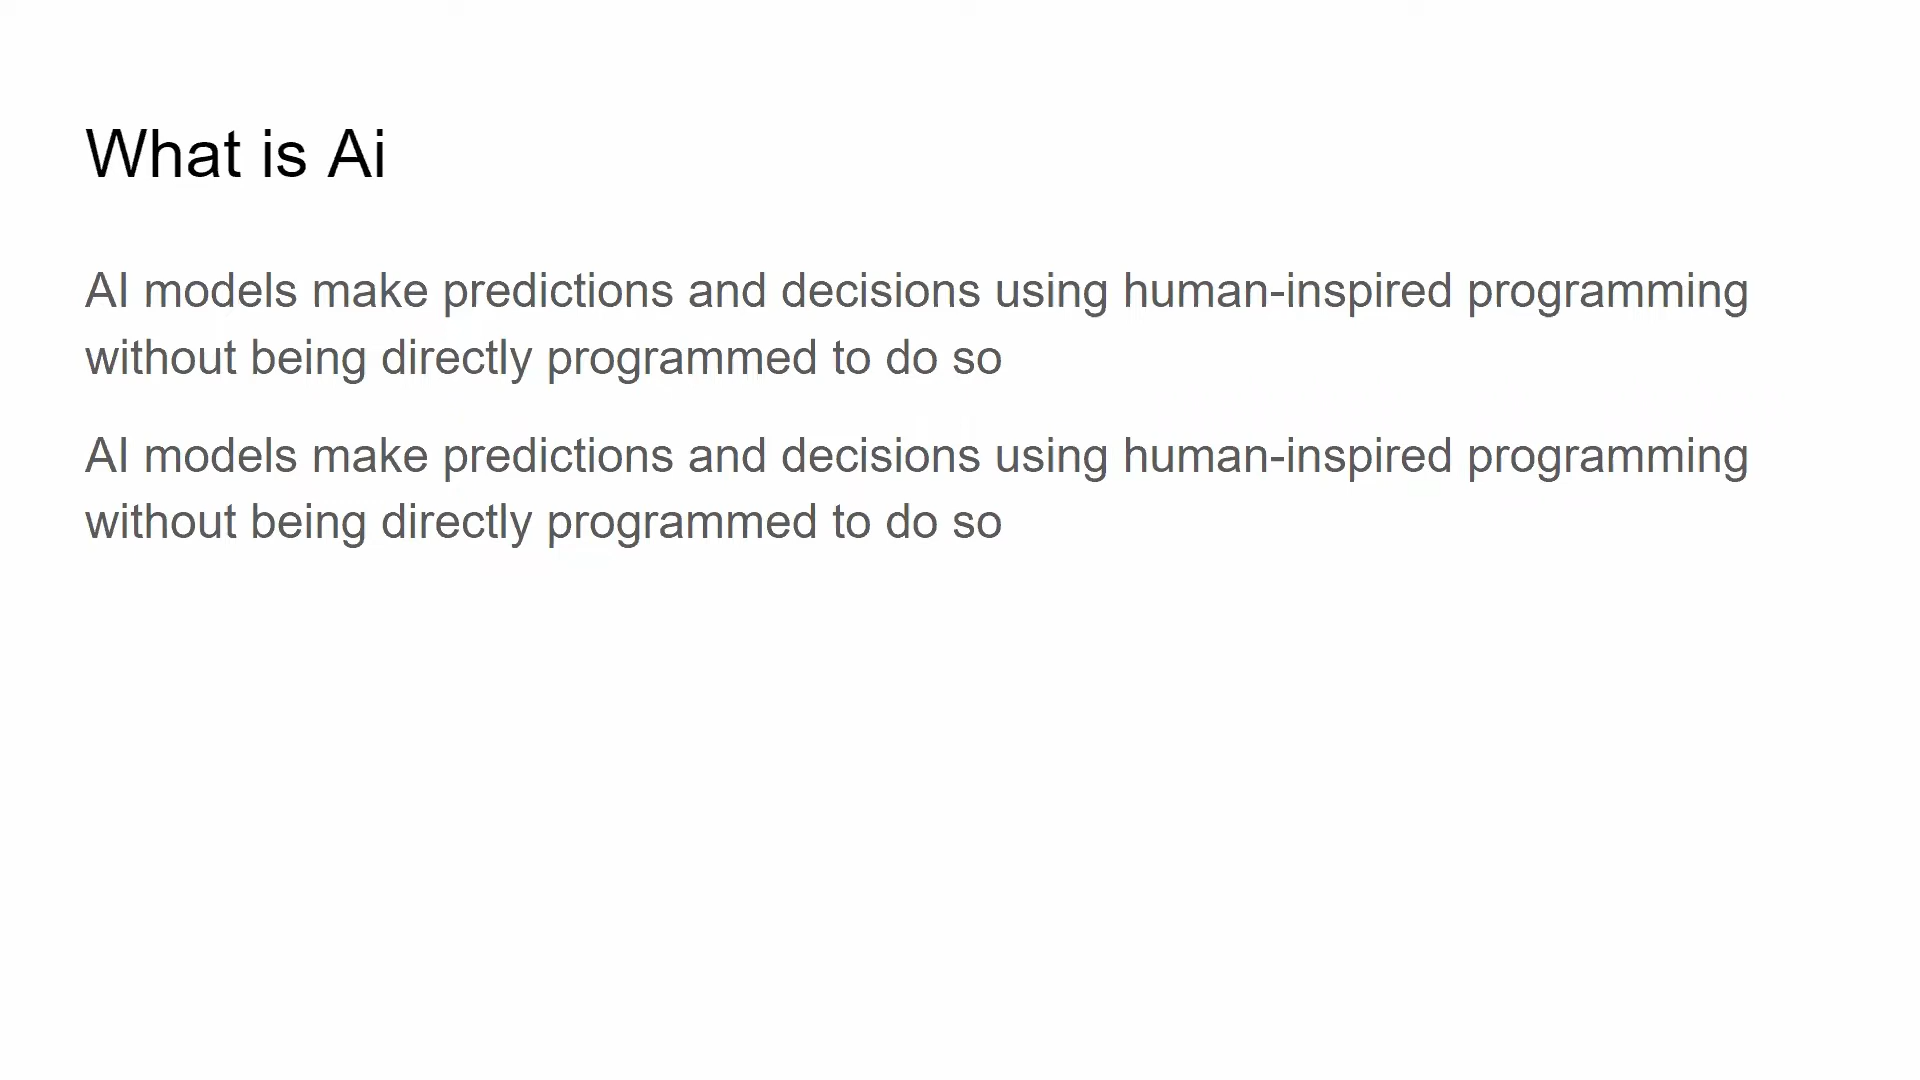 What is Ai
AI models make predictions and decisions using human-inspired programming
without being directly programmed to do so
AI models make predictions and decisions using human-inspired programming
without being directly programmed to do so